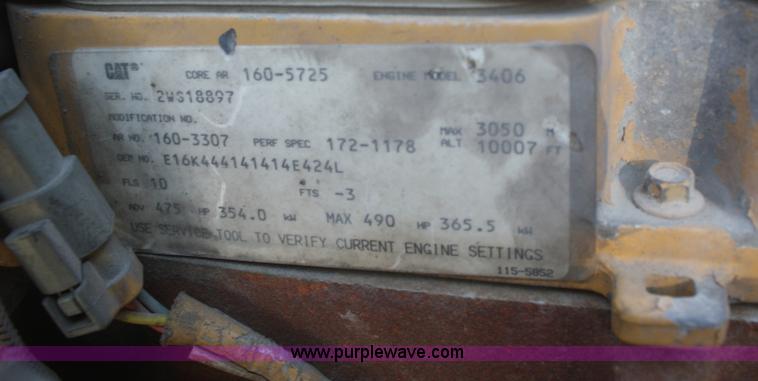 CAT® CORE AR 160-5725 ENGINE MODEL 3406
SER. NO. 2WS18897
MODIFICATION NO.
AR NO. 160-3307 PERF SPEC 172-1178 MAX ALT 3050 M 10007 FT
OEM NO. E16K444141414E424L
FLS 10 FTS -3
ADV 475 HP 354.0 kW MAX 490 HP 365.5 kW
USE SERVICE TOOL TO VERIFY CURRENT ENGINE SETTINGS
115-5852
www.purplewave.com